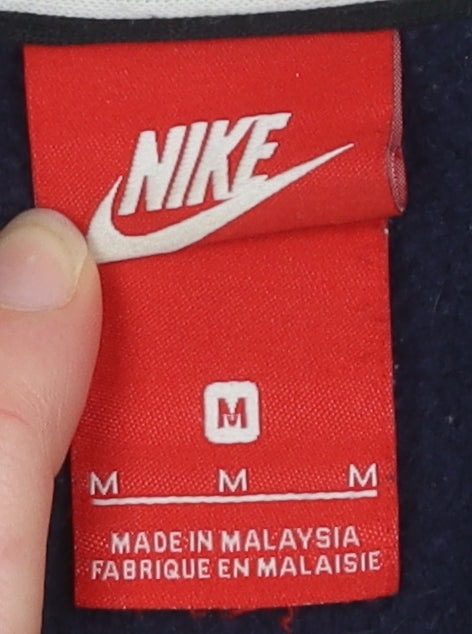 NIKE
M
M M M
MADE IN MALAYSIA
FABRIQUE EN MALAISIE